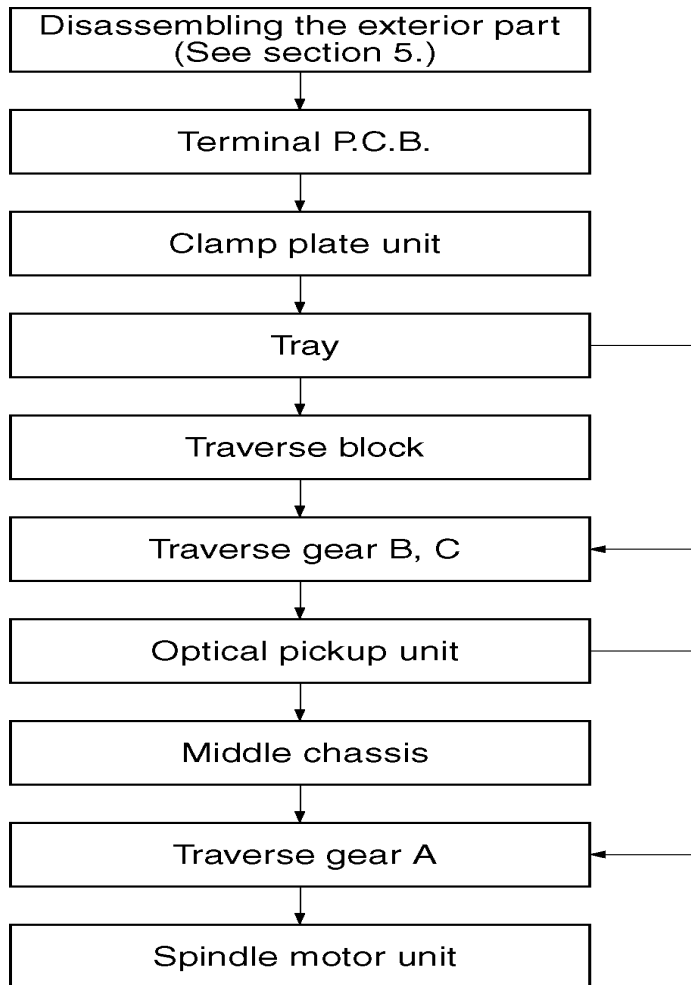 Disassembling the exterior part
(See section 5.)
Terminal P.C.B.
Clamp plate unit
Tray
Traverse block
Traverse gear B, C
Optical pickup unit
Middle chassis
Traverse gear A
Spindle motor unit